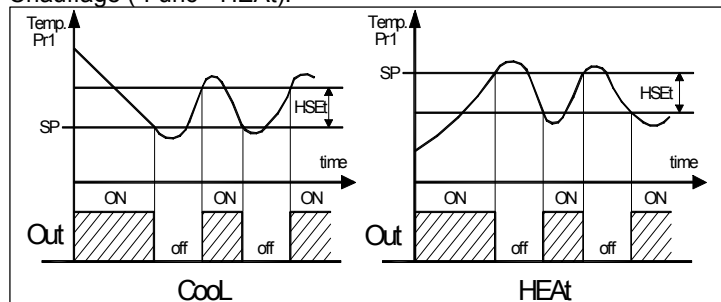 Chauffage ("Func" HEAt):
Temp.
Pr1
SP
HSEt
time
ON
ON
ON
Out
off
off
CooL
Temp.
Pr1
SP
HSEt
time
ON
ON
ON
Out
off
off
HEAt